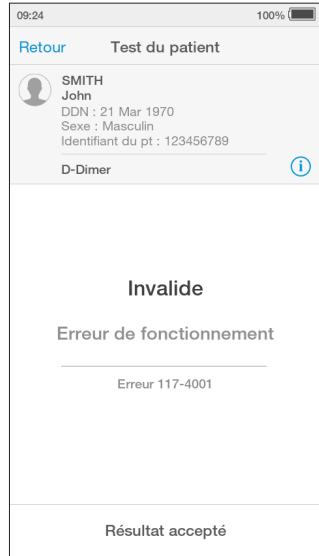 09:24 100%
Retour Test du patient
SMITH
John
DDN : 21 Mar 1970
Sexe : Masculin
Identifiant du pt : 123456789
D-Dimer
i
Invalide
Erreur de fonctionnement
Erreur 117-4001
Résultat accepté